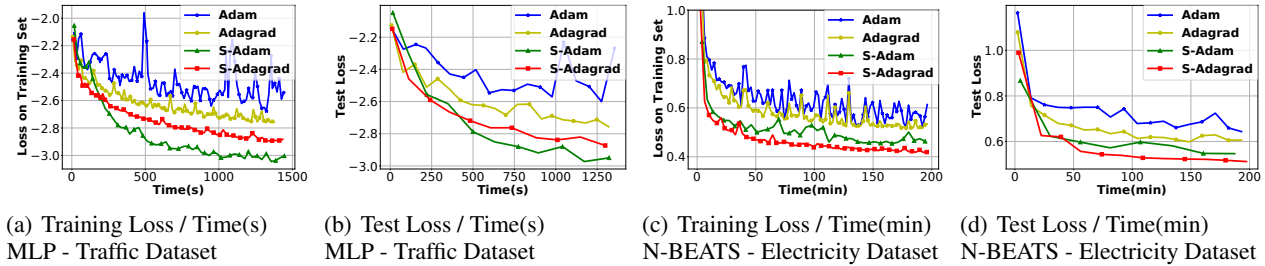 Loss on Training Set
−2.0
−2.2
−2.4
−2.6
−2.8
−3.0
0
500
1000
1500
Time(s)
Adam
Adagrad
S-Adam
S-Adagrad
Test Loss
−2.2
−2.4
−2.6
−2.8
−3.0
0
250
500
750
1000
1250
Time(s)
Adam
Adagrad
S-Adam
S-Adagrad
Loss on Training Set
1.0
0.8
0.6
0.4
0
50
100
150
200
Time(min)
Adam
Adagrad
S-Adam
S-Adagrad
Test Loss
1.0
0.8
0.6
0
50
100
150
200
Time(min)
Adam
Adagrad
S-Adam
S-Adagrad
(a) Training Loss / Time(s)
MLP - Traffic Dataset
(b) Test Loss / Time(s)
MLP - Traffic Dataset
(c) Training Loss / Time(min)
N-BEATS - Electricity Dataset
(d) Test Loss / Time(min)
N-BEATS - Electricity Dataset